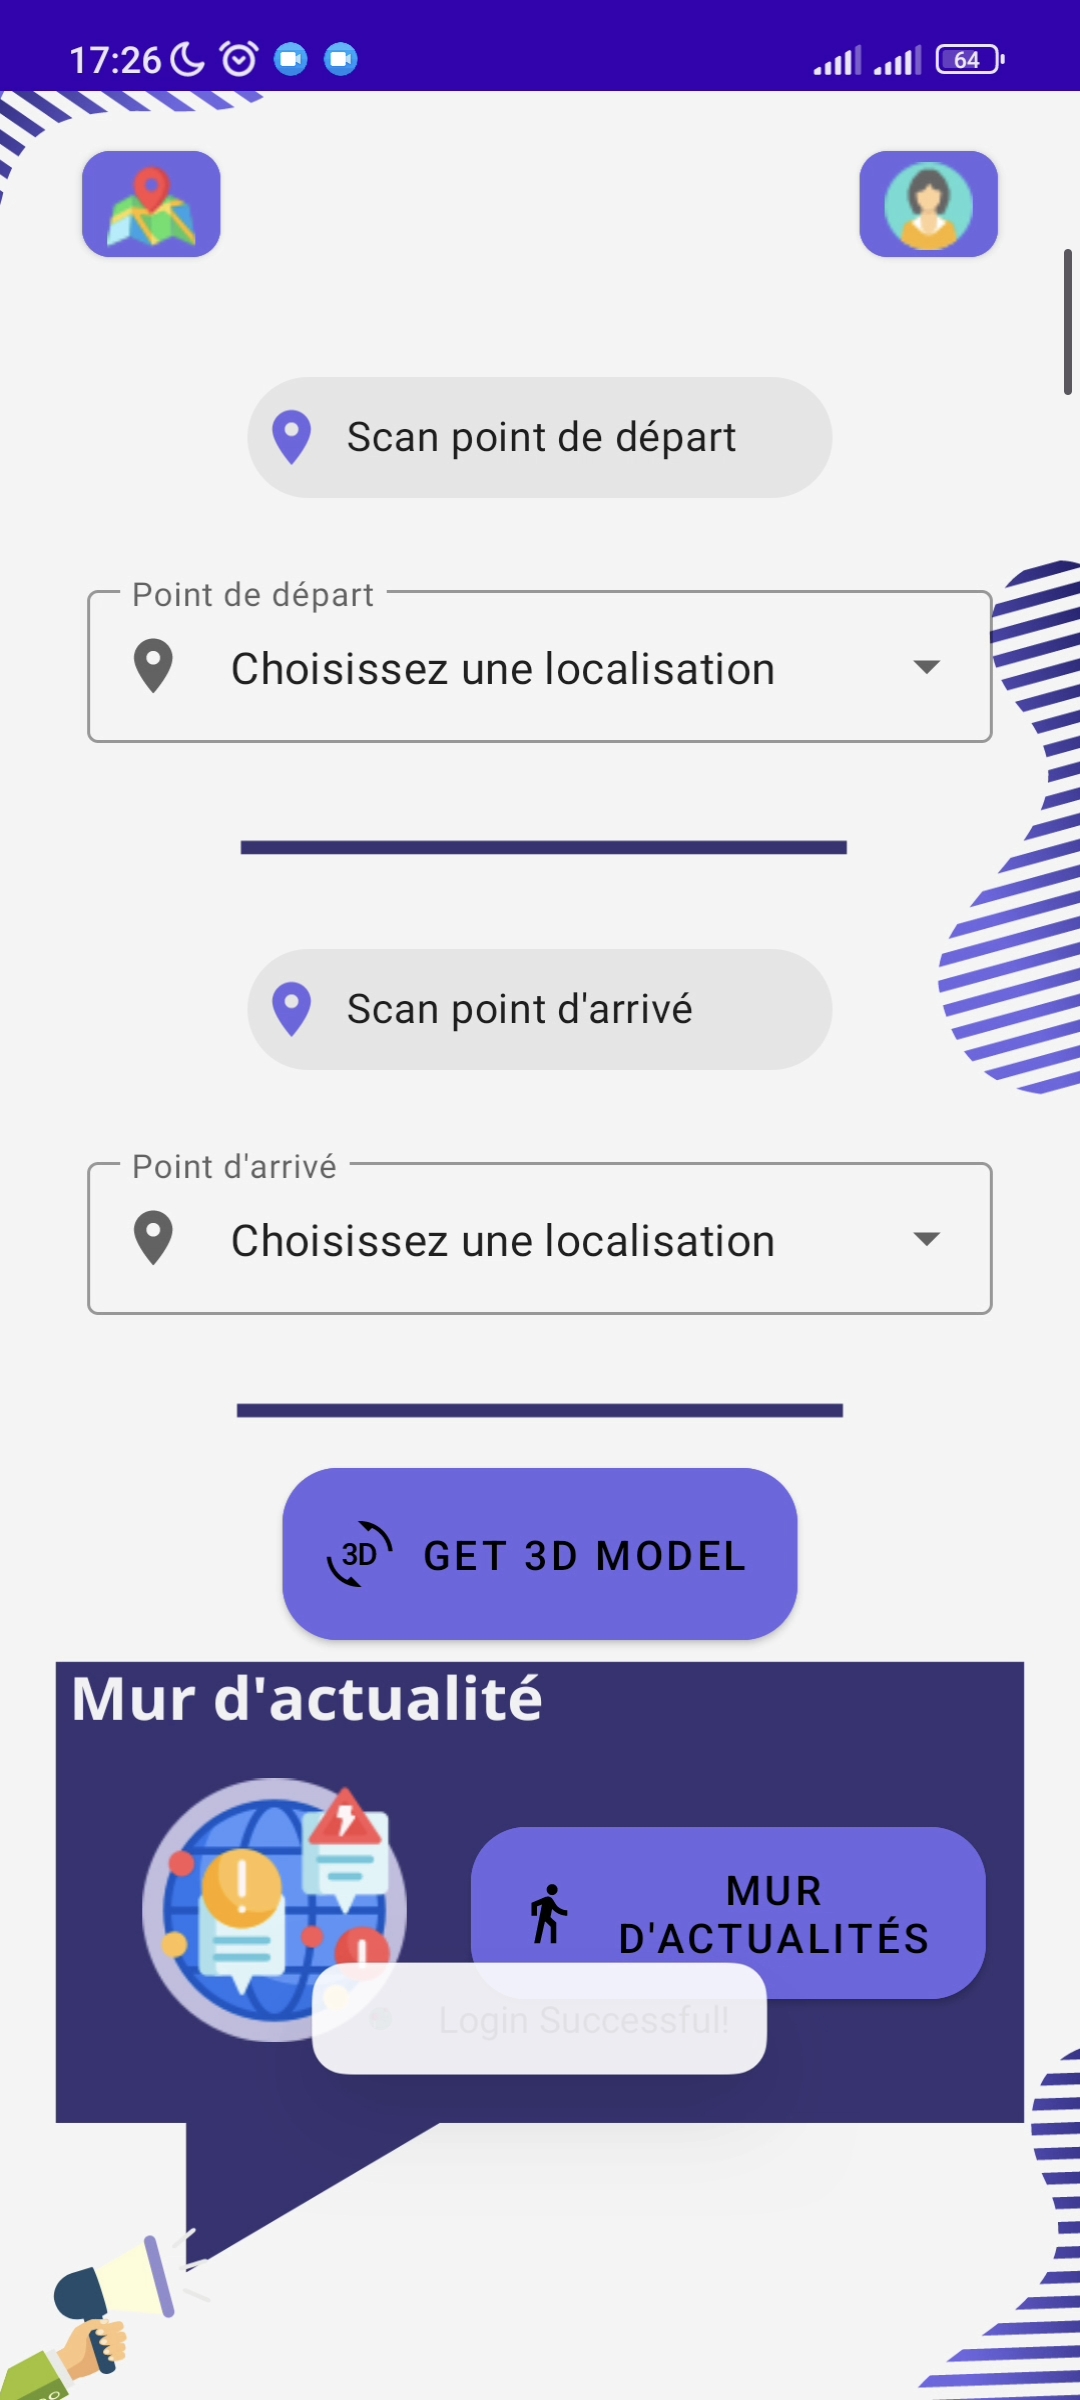 17:26
64
Scan point de départ
Point de départ
Choisissez une localisation
Scan point d'arrivé
Point d'arrivé
Choisissez une localisation
3D GET 3D MODEL
Mur d'actualité
MUR
D'ACTUALITÉS
Login Successful!